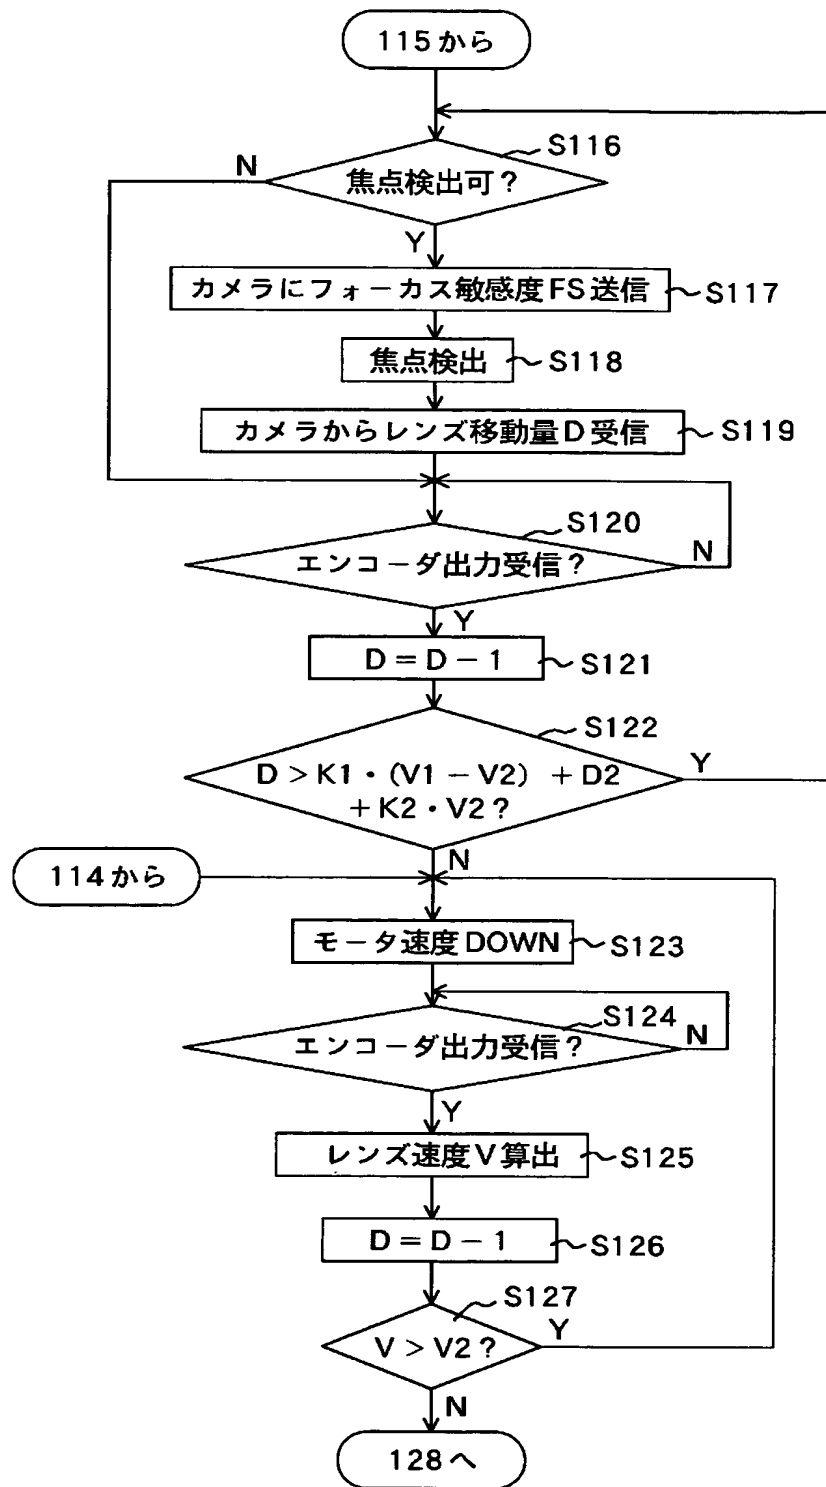 115から
S116
N
焦点検出可?
Y
カメラにフォーカス敏感度FS送信
S117
焦点検出
S118
カメラからレンズ移動量D受信
S119
S120
エンコーダ出力受信?
N
Y
D=D-1
S121
S122
D>K1・(V1-V2)+D2
+K2・V2?
Y
N
114から
モータ速度DOWN
S123
S124
エンコーダ出力受信?
N
Y
レンズ速度V算出
S125
D=D-1
S126
S127
V>V2?
Y
N
128へ